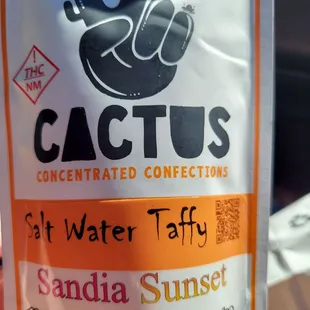 !
THC
NM
CACTUS
CONCENTRATED CONFECTIONS
Salt Water Taffy
Sandia Sunset